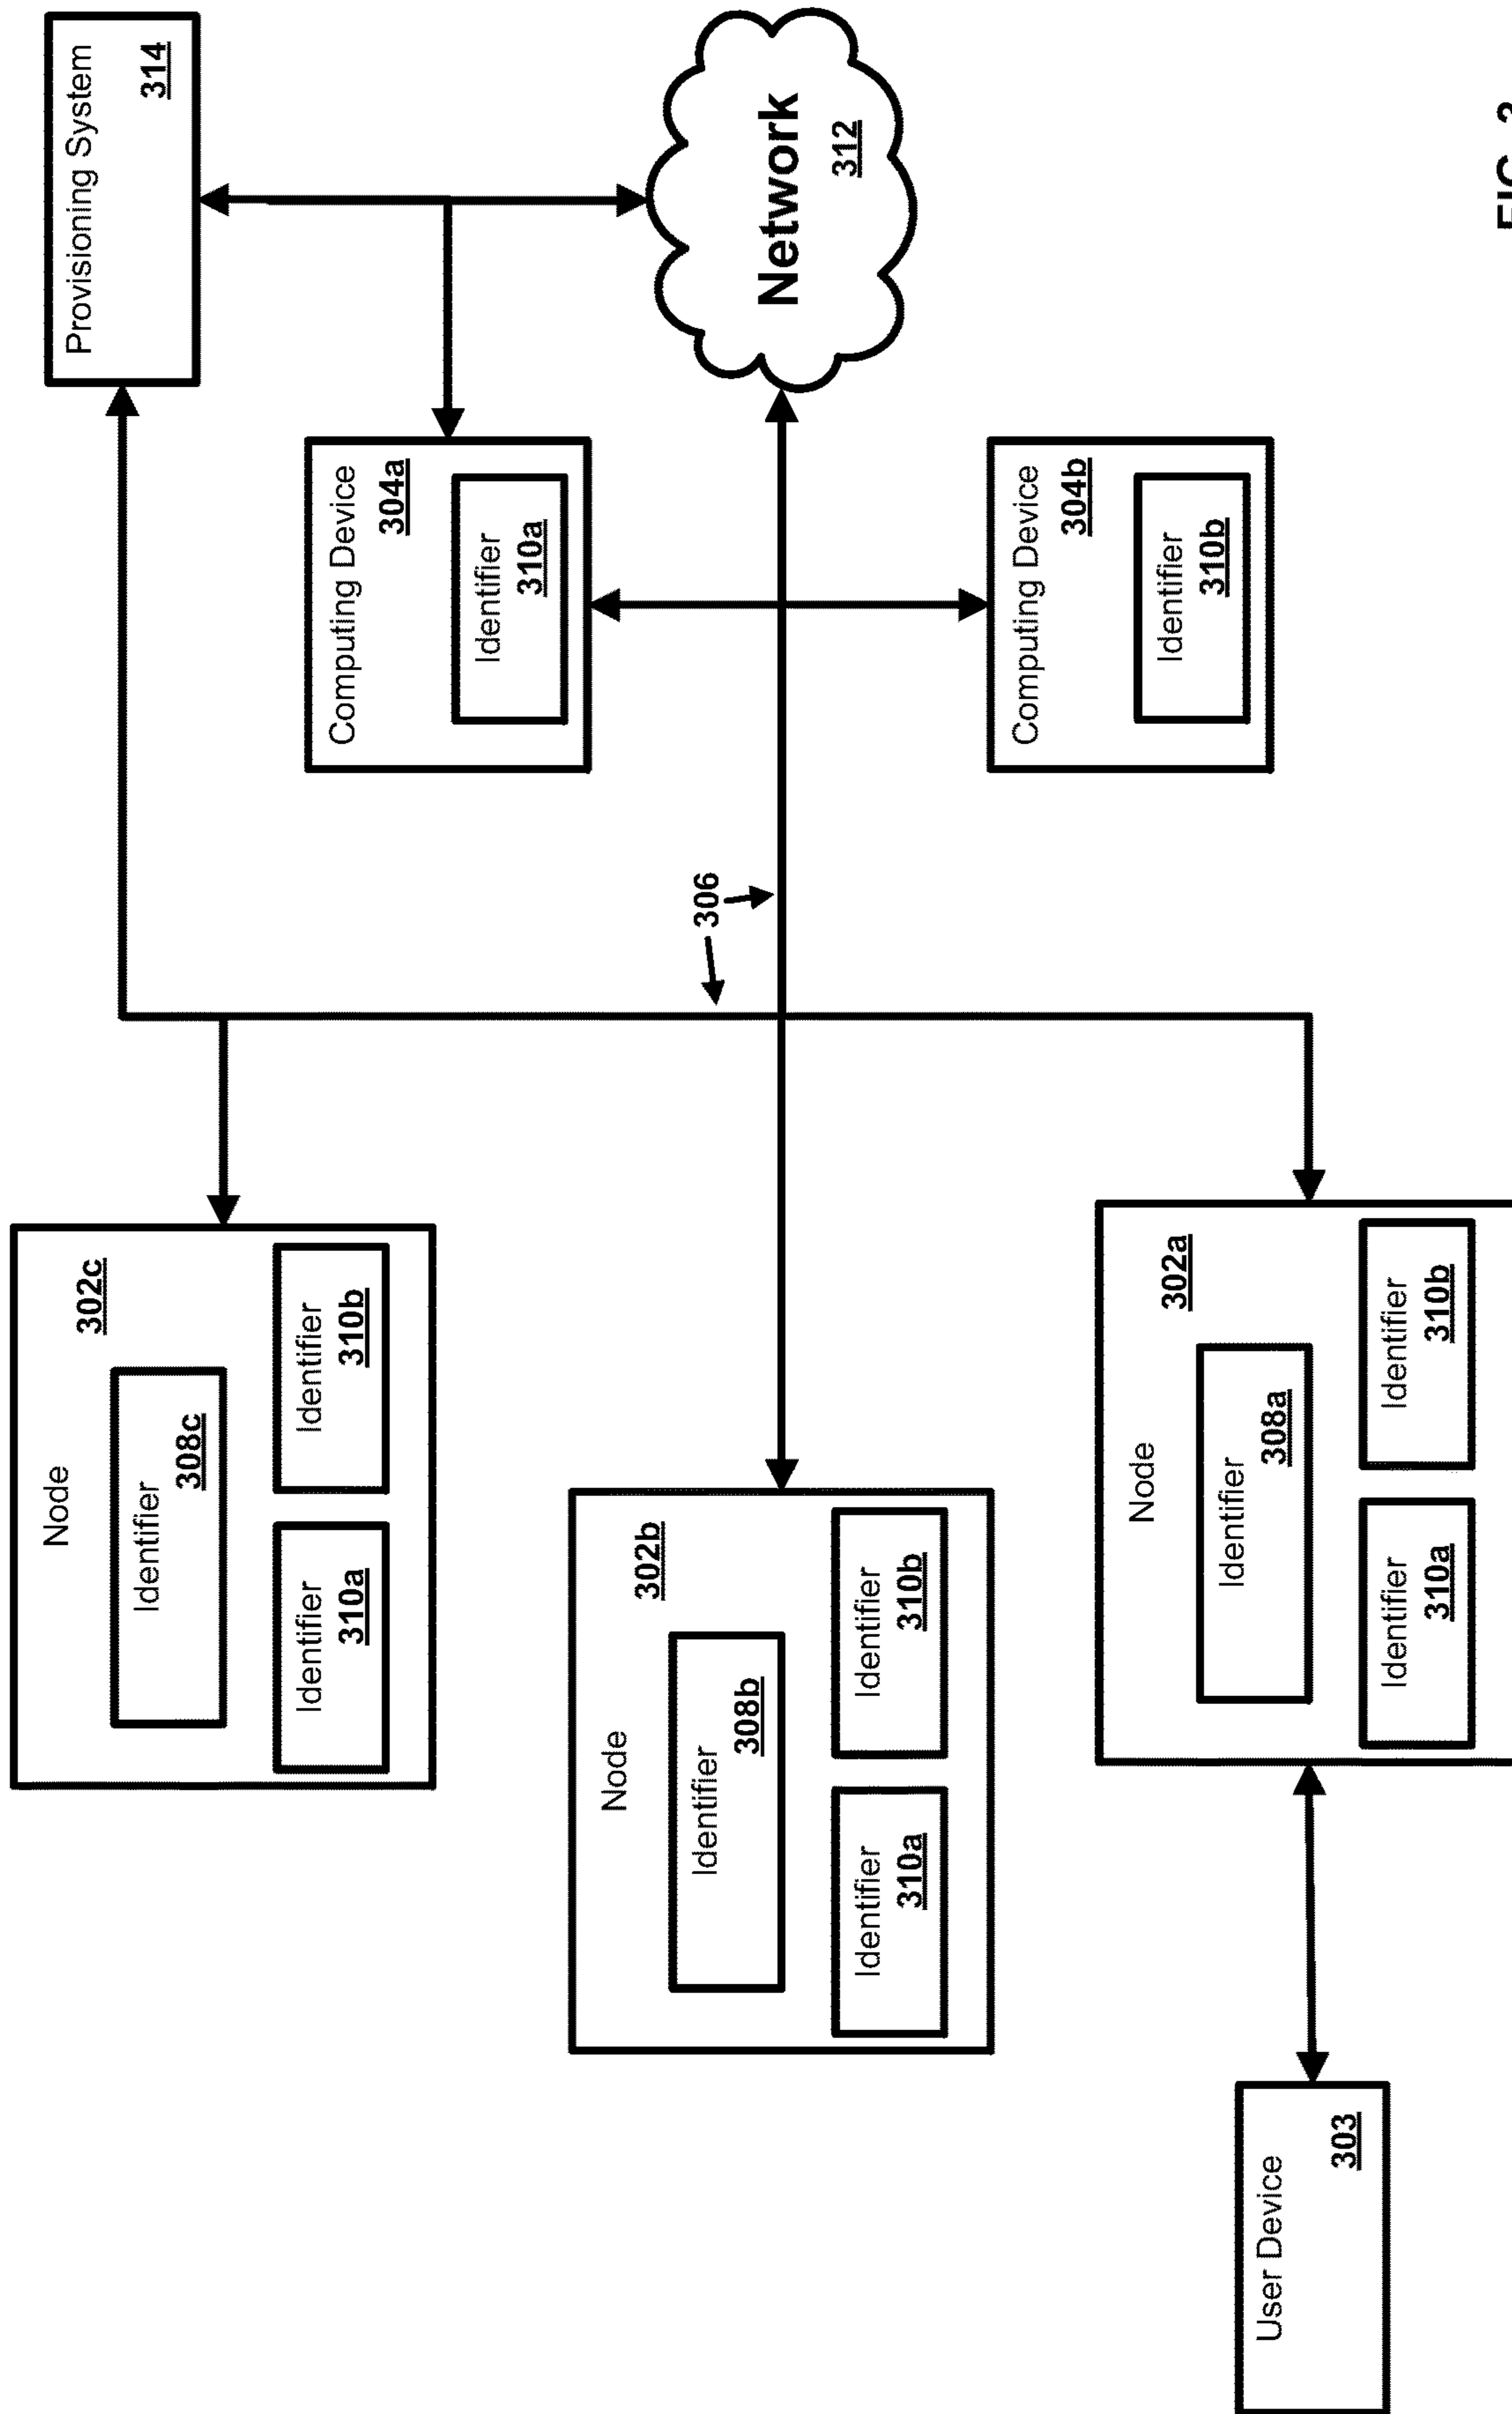 Node
302c
Identifier
308c
Identifier
310a
Identifier
310b
Provisioning System
314
Computing Device
304a
Identifier
310a
Node
302b
Identifier
308b
Identifier
310a
Identifier
310b
306
Network
312
Computing Device
304b
Identifier
310b
User Device
303
Node
302a
Identifier
308a
Identifier
310a
Identifier
310b
FIG. 3